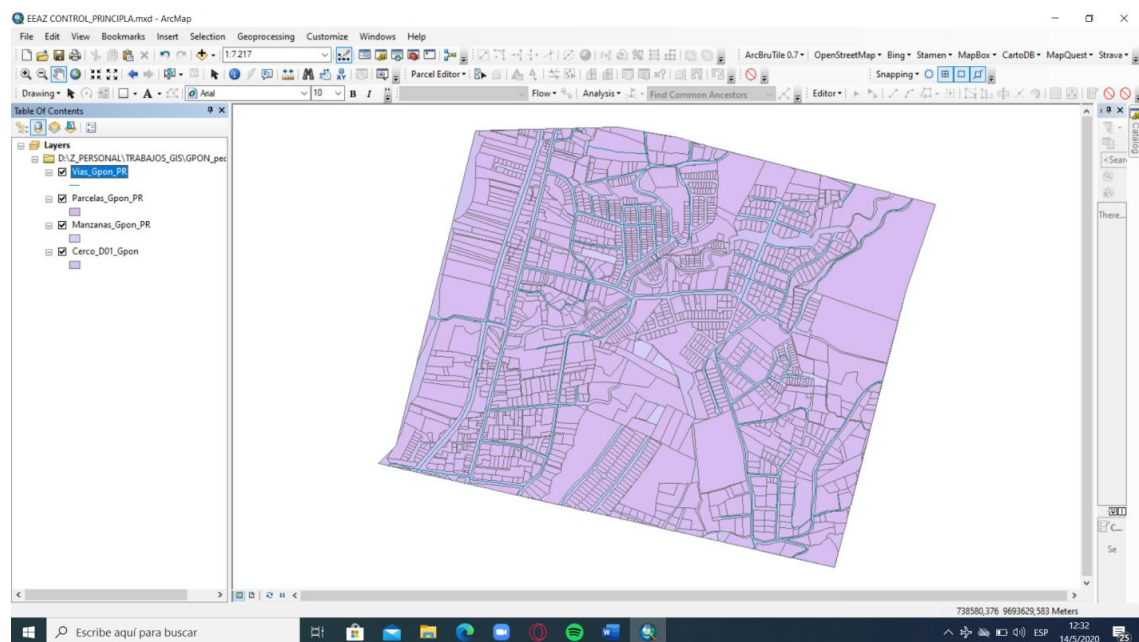 EEAZ CONTROL_PRINCIPLA.mxd - ArcMap
File Edit View Bookmarks Insert Selection Geoprocessing Customize Windows Help
1:7.217
ArcBruTile 0.7 OpenStreetMap Bing Stamen MapBox CartoDB MapQuest Strava
Parcel Editor Snapping
Drawing A Arial 10 B I Flow Analysis Find Common Ancestors Editor
Table Of Contents
Layers
D:\Z_PERSONAL\TRABAJOS_GIS\GPON_pec
Vias_Gpon_PR
Parcelas_Gpon_PR
Manzanas_Gpon_PR
Cerco_D01_Gpon
Catalog
<Sear
There...
C...
Se
738580,376 9693629,583 Meters
Escribe aquí para buscar
ESP
12:32
14/5/2020
25